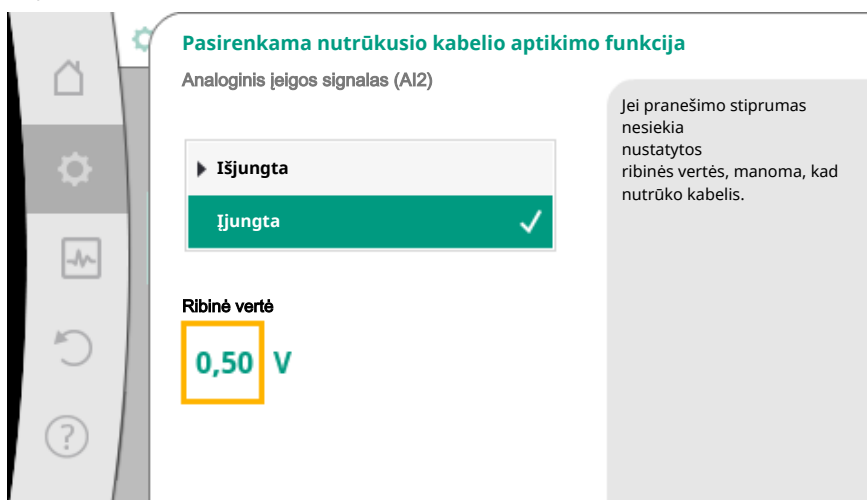 Pasirenkama nutrūkusio kabelio aptikimo funkcija
Analoginis įeigos signalas (AI2)
Išjungta
Įjungta
Ribinė vertė
0,50 V
Jei pranešimo stiprumas
nesiekia
nustatytos
ribinės vertės, manoma, kad
nutrūko kabelis.